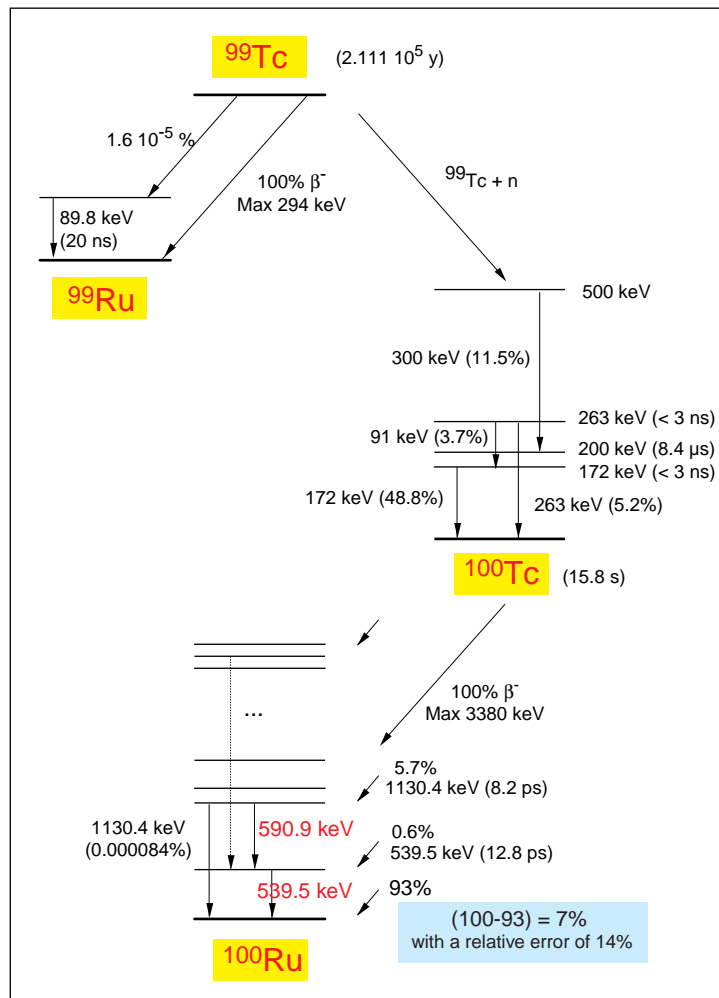 ⁹⁹Tc (2.111 10⁵ y)
1.6 10⁻⁵ %
100% β⁻
Max 294 keV
⁹⁹Tc + n
89.8 keV
(20 ns)
⁹⁹Ru
500 keV
300 keV (11.5%)
263 keV (< 3 ns)
91 keV (3.7%)
200 keV (8.4 µs)
172 keV (< 3 ns)
172 keV (48.8%)
263 keV (5.2%)
¹⁰⁰Tc (15.8 s)
100% β⁻
Max 3380 keV
...
5.7%
1130.4 keV (8.2 ps)
1130.4 keV
(0.000084%)
590.9 keV
0.6%
539.5 keV (12.8 ps)
539.5 keV
93%
(100-93) = 7%
with a relative error of 14%
¹⁰⁰Ru